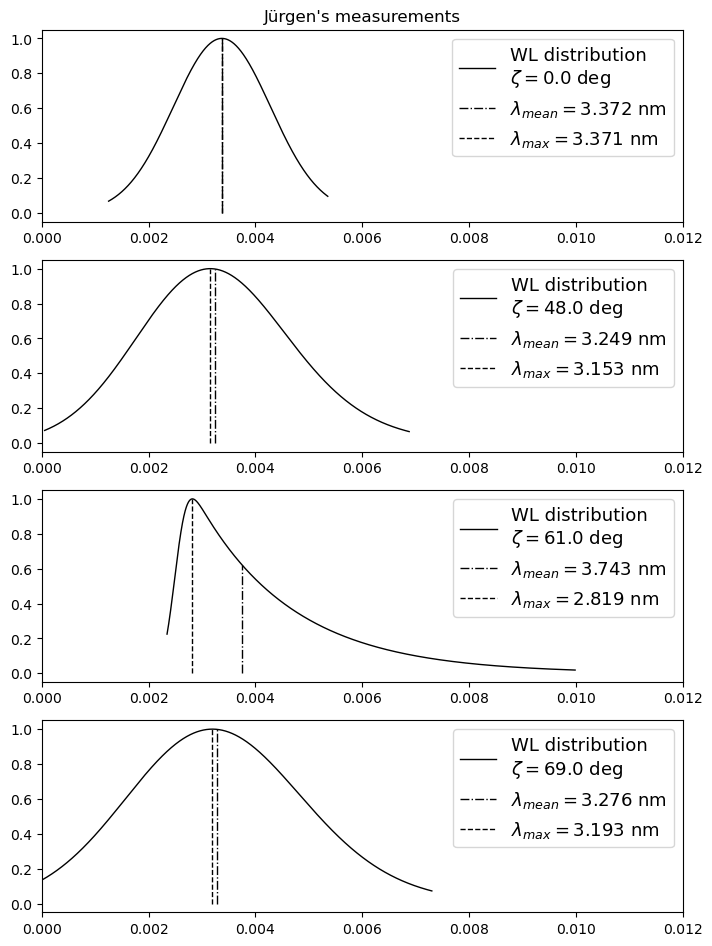 Jürgen's measurements
1.0
0.8
0.6
0.4
0.2
0.0
WL distribution
ζ = 0.0 deg
λmean = 3.372 nm
λmax = 3.371 nm
0.000 0.002 0.004 0.006 0.008 0.010 0.012
1.0
0.8
0.6
0.4
0.2
0.0
WL distribution
ζ = 48.0 deg
λmean = 3.249 nm
λmax = 3.153 nm
0.000 0.002 0.004 0.006 0.008 0.010 0.012
1.0
0.8
0.6
0.4
0.2
0.0
WL distribution
ζ = 61.0 deg
λmean = 3.743 nm
λmax = 2.819 nm
0.000 0.002 0.004 0.006 0.008 0.010 0.012
1.0
0.8
0.6
0.4
0.2
0.0
WL distribution
ζ = 69.0 deg
λmean = 3.276 nm
λmax = 3.193 nm
0.000 0.002 0.004 0.006 0.008 0.010 0.012